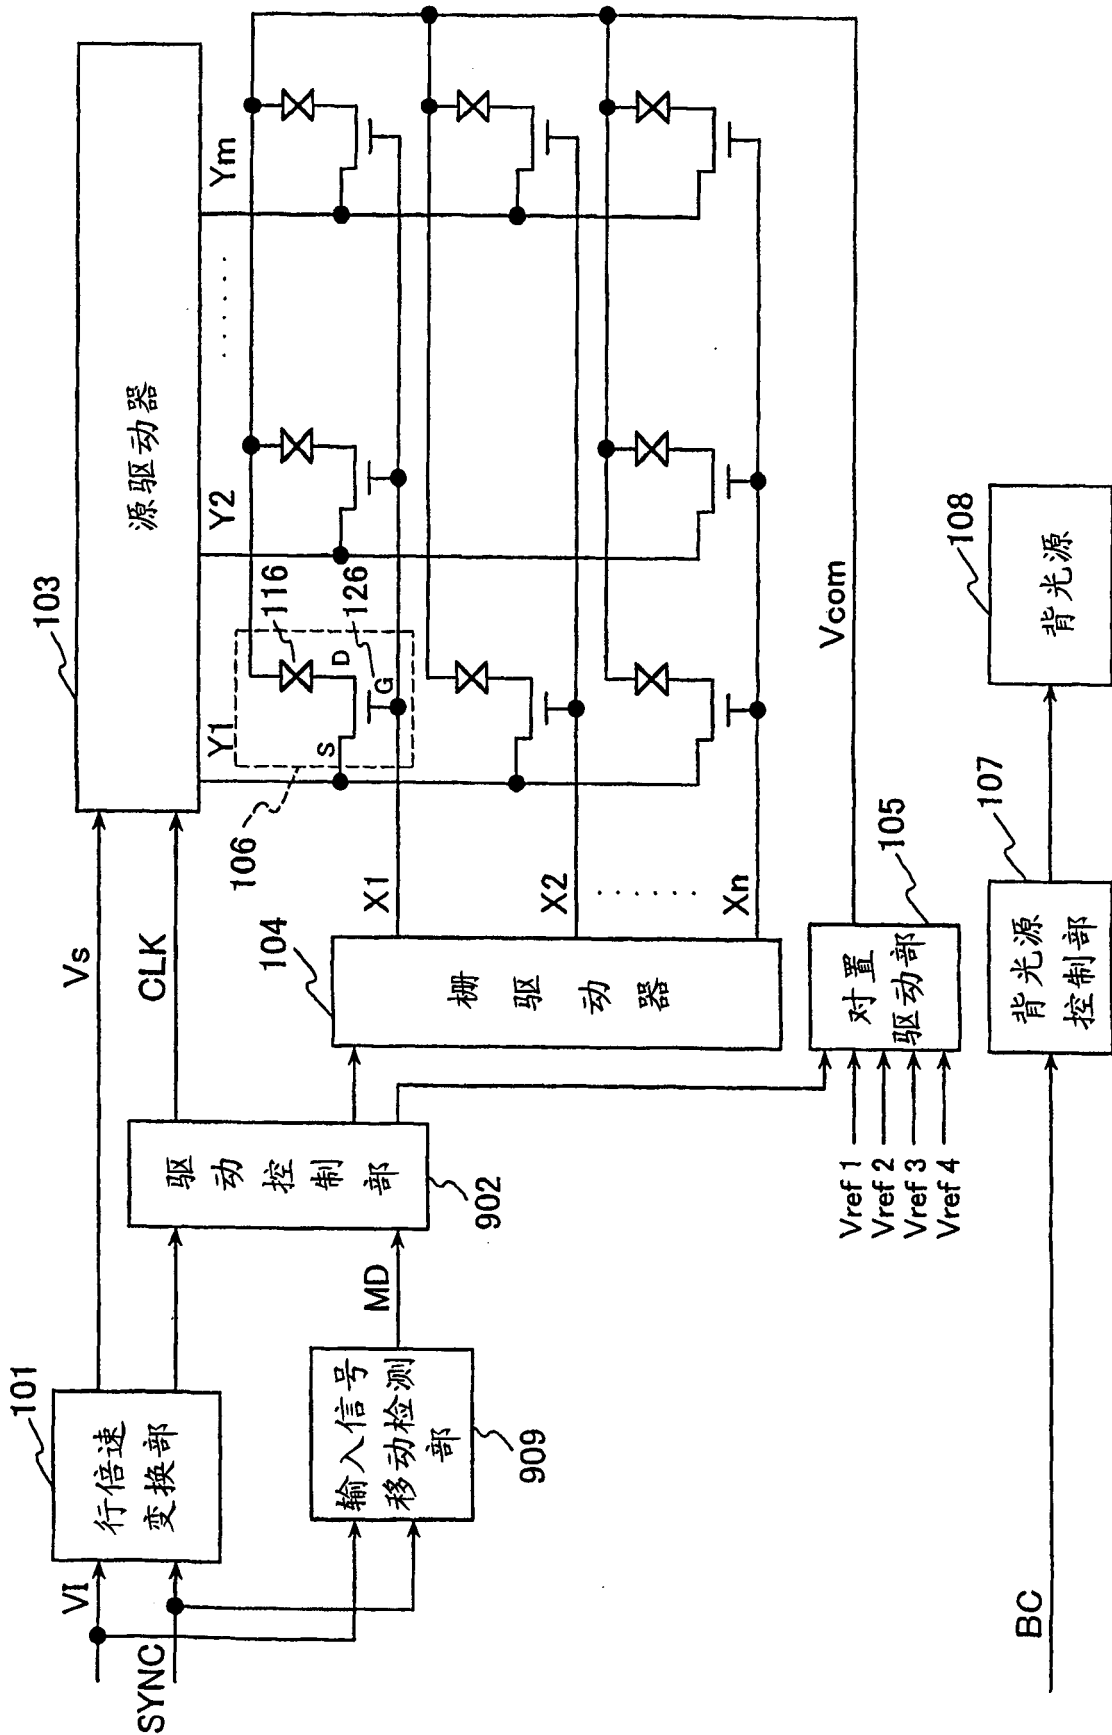 VI
SYNC
101
行倍速
变换部
输入信号
移动检测
部
909
MD
驱动控制部
902
Vs
CLK
103
源驱动器
104
栅驱动器
106
Y1
Y2
·······
Ym
116
126
S
D
G
X1
X2
······
Xn
Vcom
对置
驱动部
105
Vref 1
Vref 2
Vref 3
Vref 4
BC
背光源
控制部
107
背光源
108